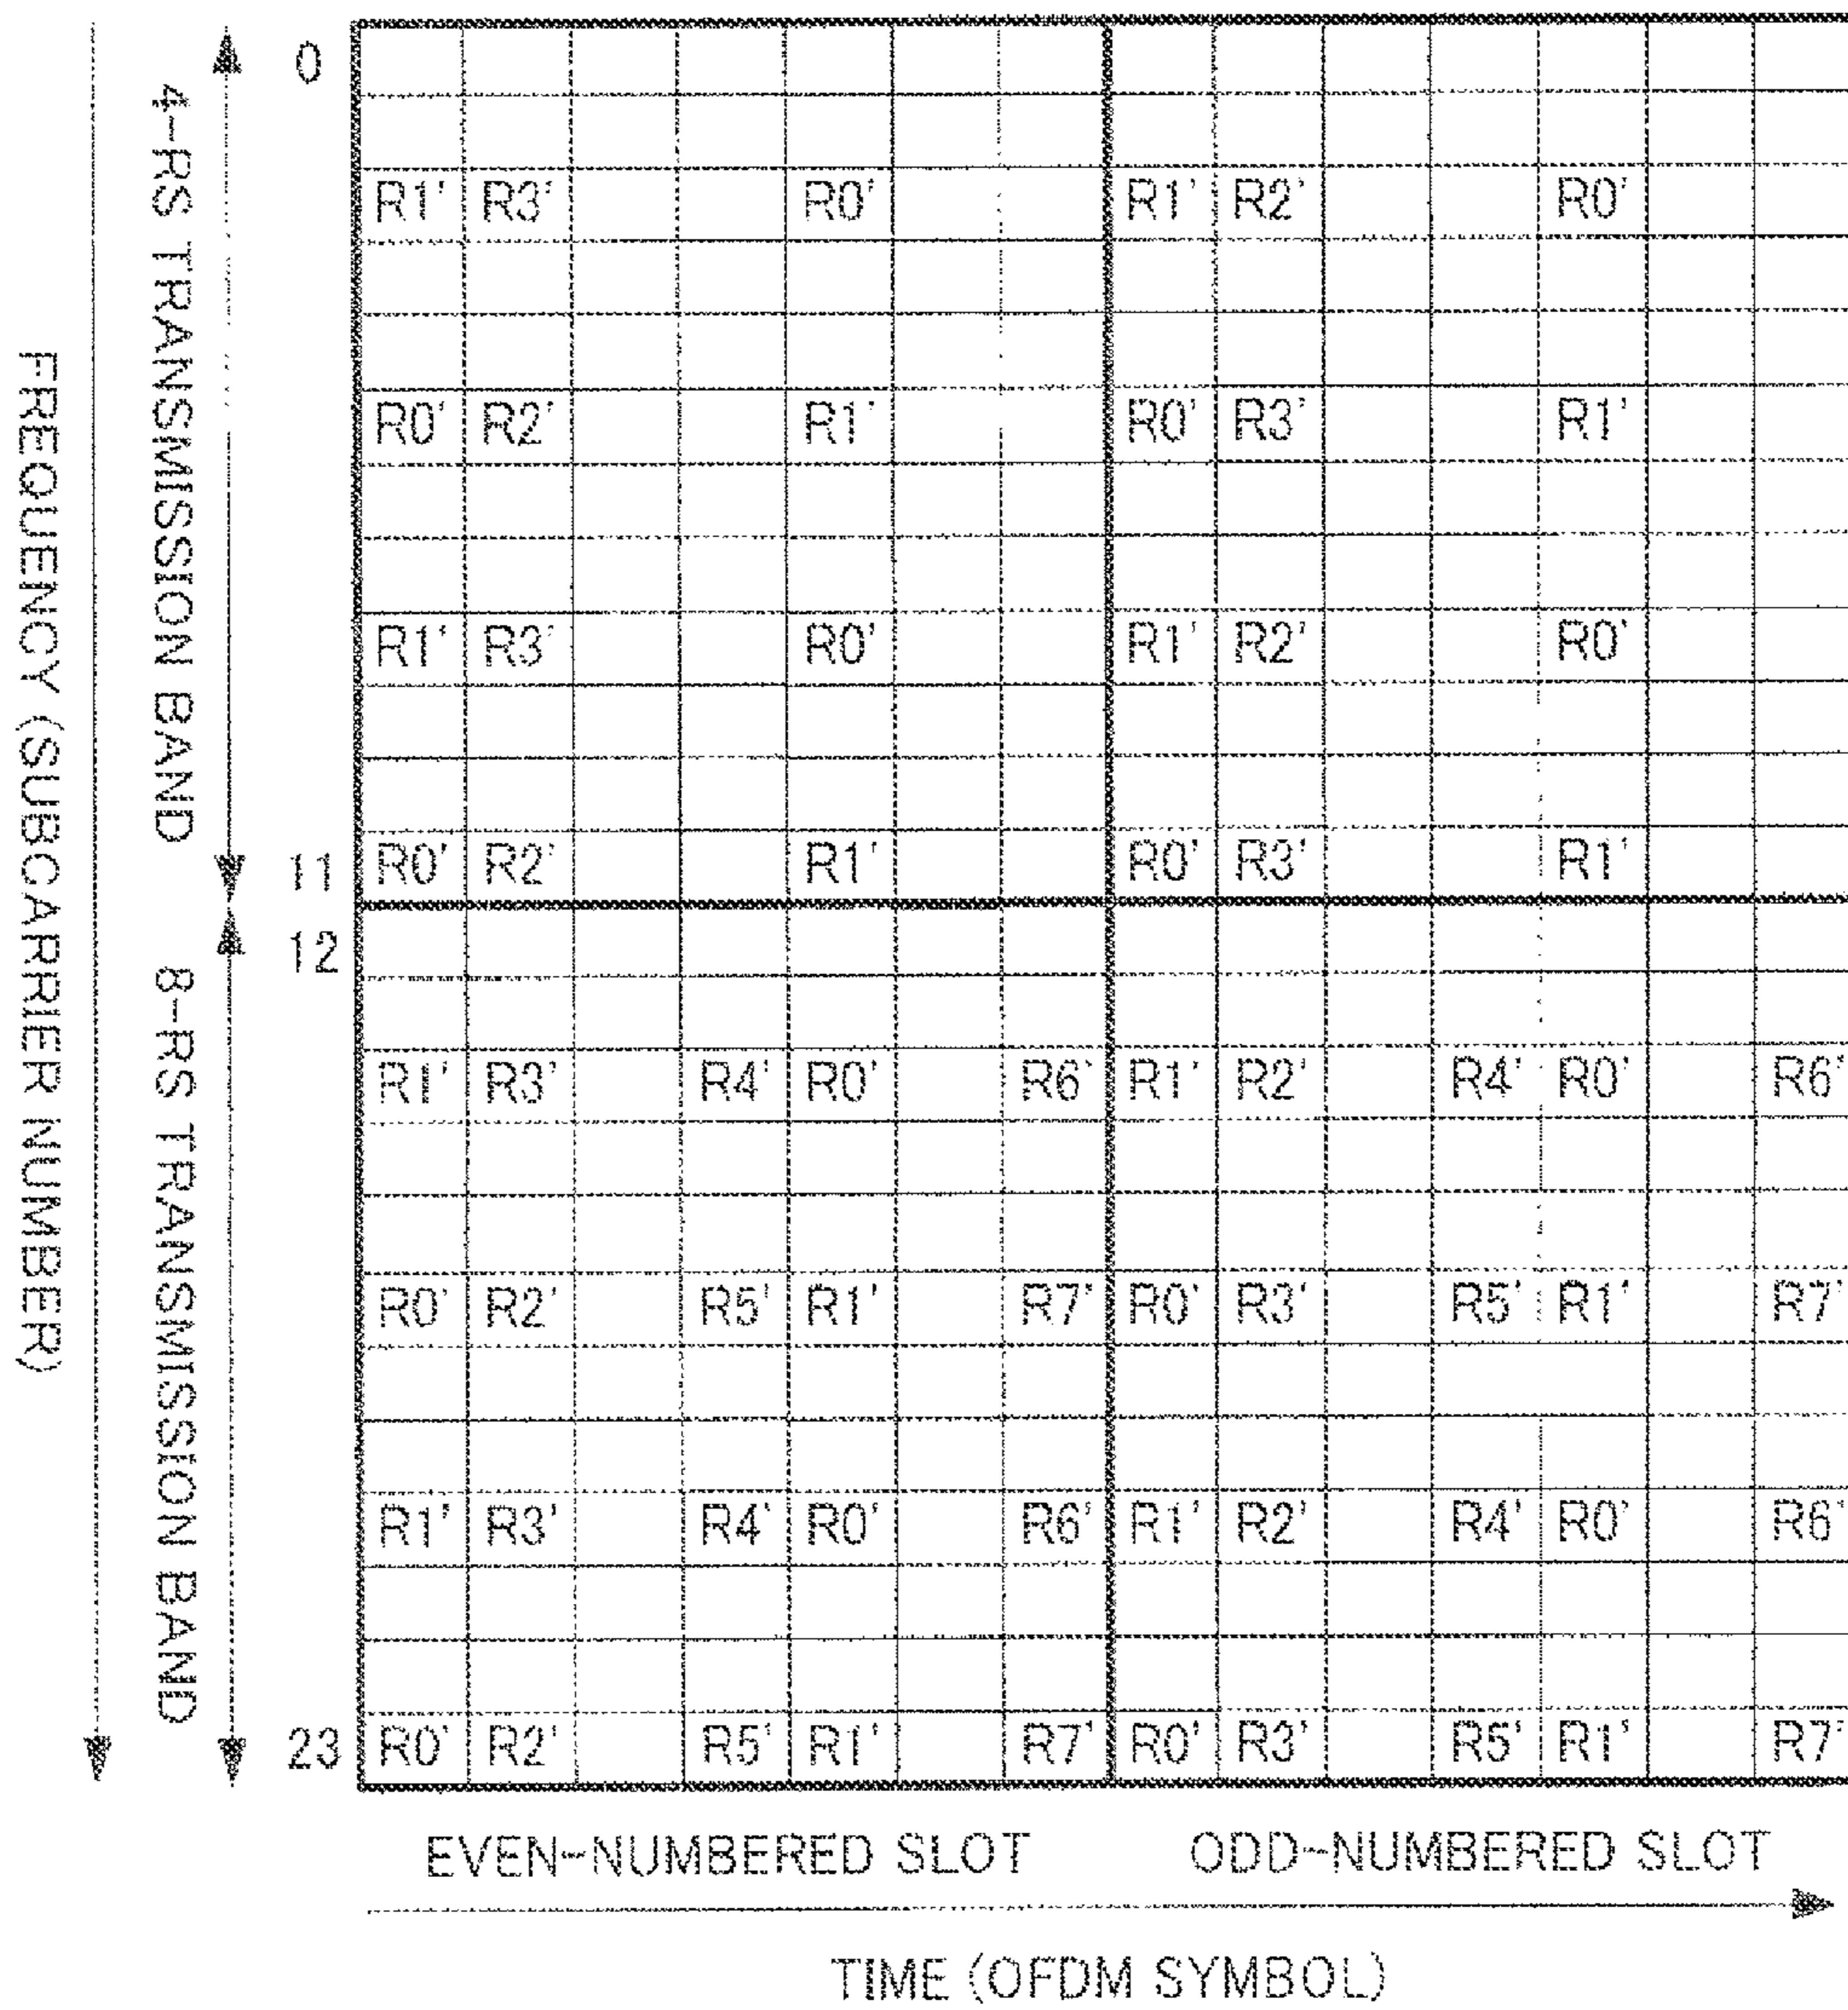 0
R1' R3' R0' R1' R2' R0'
R0' R2' R1' R0' R3' R1'
R1' R3' R0' R1' R2' R0'
11 R0' R2' R1' R0' R3' R1'
12
R1' R3' R4' R0' R6' R1' R2' R4' R0' R6'
R0' R2' R5' R1' R7' R0' R3' R5' R1' R7'
R1' R3' R4' R0' R6' R1' R2' R4' R0' R6'
23 R0' R2' R5' R1' R7' R0' R3' R5' R1' R7'
FREQUENCY (SUBCARRIER NUMBER)
4-RS TRANSMISSION BAND
8-RS TRANSMISSION BAND
EVEN-NUMBERED SLOT ODD-NUMBERED SLOT
TIME (OFDM SYMBOL)